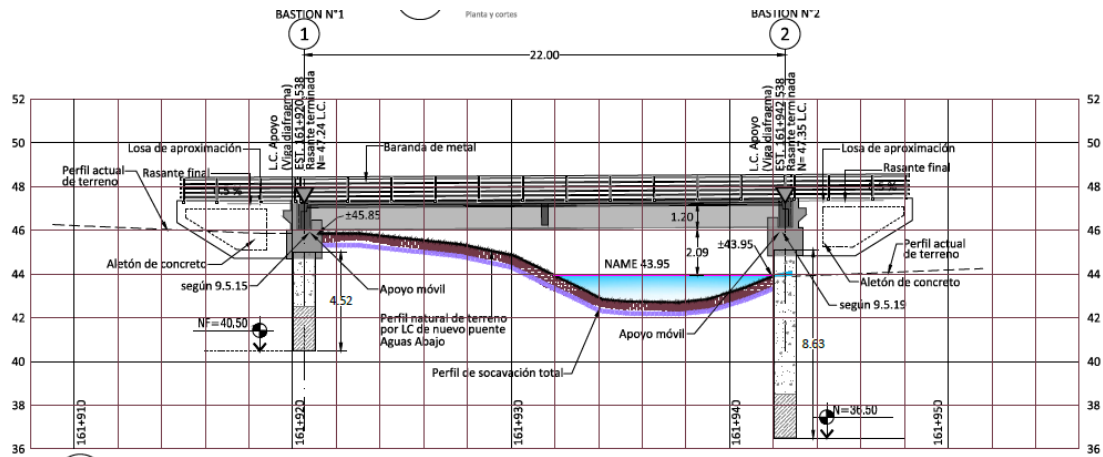 BASTION N°1
Planta y cortes
BASTION N°2
1
2
22.00
L.C. Apoyo
(Viga diafragma)
EST. 161+920.538
Rasante terminada
N= 47.24 L.C.
L.C. Apoyo
(Viga diafragma)
EST. 161+942.538
Rasante terminada
N= 47.35 L.C.
52
50
48
46
44
42
40
38
36
52
50
48
46
44
42
40
38
36
Losa de aproximación
Baranda de metal
Losa de aproximación
Perfil actual
de terreno
Rasante final
Rasante final
±45.85
1.20
2.09
±43.95
NAME 43.95
Perfil actual
de terreno
Aletón de concreto
según 9.5.15
Apoyo móvil
4.52
Aletón de concreto
según 9.5.19
Perfil natural de terreno
por LC de nuevo puente
Aguas Abajo
Apoyo móvil
8.63
NF=40.50
Perfil de socavación total
N=36.50
161+910
161+920
161+930
161+940
161+950